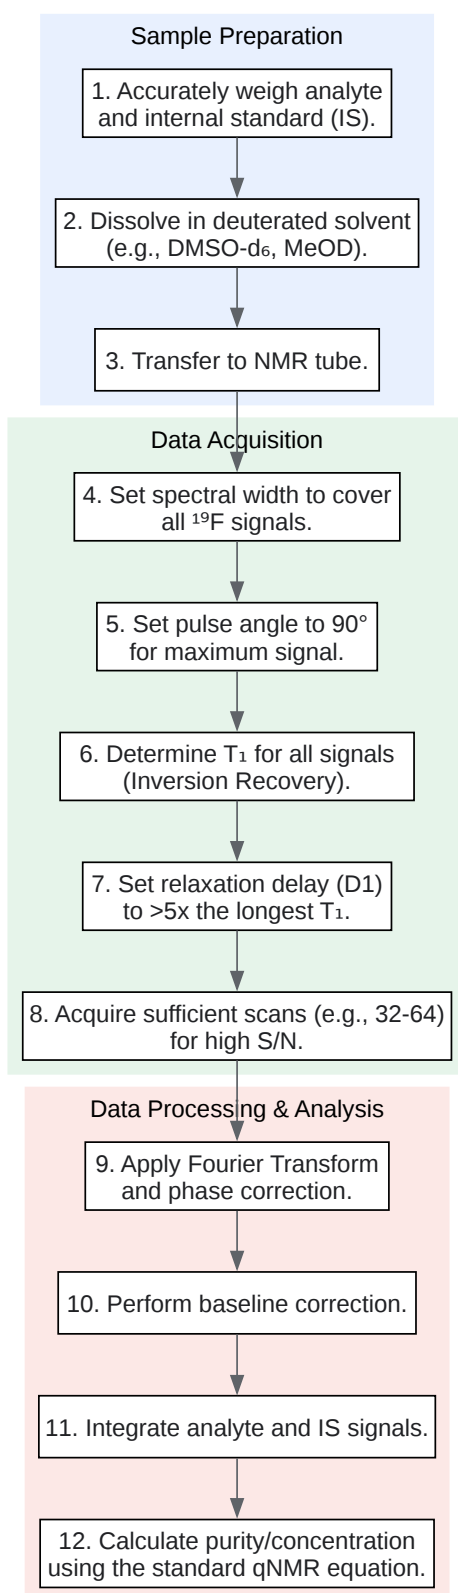 Sample Preparation
1. Accurately weigh analyte
and internal standard (IS).
2. Dissolve in deuterated solvent
(e.g., DMSO-d₆, MeOD).
3. Transfer to NMR tube.
Data Acquisition
4. Set spectral width to cover
all ¹⁹F signals.
5. Set pulse angle to 90°
for maximum signal.
6. Determine T₁ for all signals
(Inversion Recovery).
7. Set relaxation delay (D1)
to >5x the longest T₁.
8. Acquire sufficient scans (e.g., 32-64)
for high S/N.
Data Processing & Analysis
9. Apply Fourier Transform
and phase correction.
10. Perform baseline correction.
11. Integrate analyte and IS signals.
12. Calculate purity/concentration
using the standard qNMR equation.